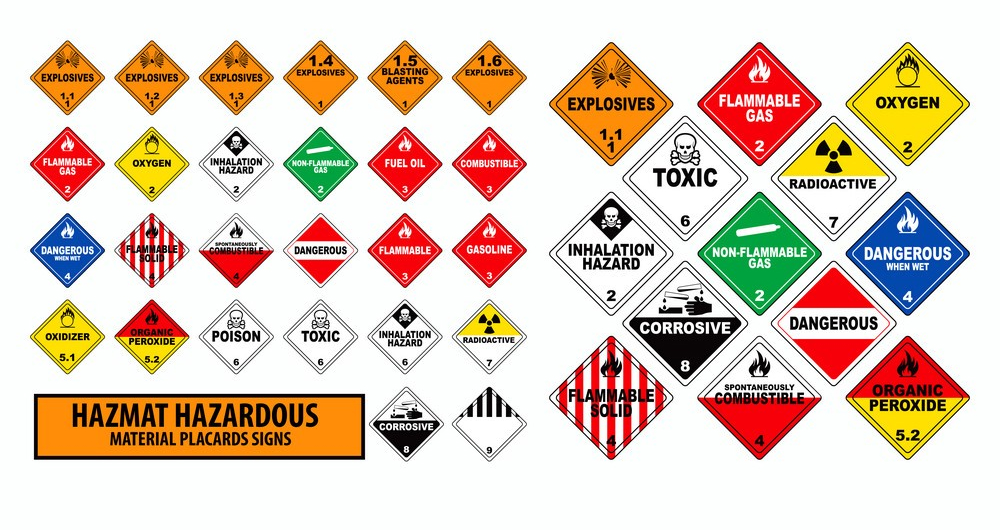 EXPLOSIVES
1.1
1
EXPLOSIVES
1.2
1
EXPLOSIVES
1.3
1
1.4
EXPLOSIVES
1
1.5
BLASTING
AGENTS
1
1.6
EXPLOSIVES
1
FLAMMABLE
GAS
2
OXYGEN
2
INHALATION
HAZARD
2
NON-FLAMMABLE
GAS
2
FUEL OIL
3
COMBUSTIBLE
3
DANGEROUS
WHEN WET
4
FLAMMABLE
SOLID
4
SPONTANEOUSLY
COMBUSTIBLE
4
DANGEROUS
FLAMMABLE
3
GASOLINE
3
OXIDIZER
5.1
ORGANIC
PEROXIDE
5.2
POISON
6
TOXIC
6
INHALATION
HAZARD
6
RADIOACTIVE
7
HAZMAT HAZARDOUS
MATERIAL PLACARDS SIGNS
CORROSIVE
8
9
EXPLOSIVES
1.1
1
FLAMMABLE
GAS
2
OXYGEN
2
TOXIC
6
RADIOACTIVE
7
INHALATION
HAZARD
2
NON-FLAMMABLE
GAS
2
DANGEROUS
WHEN WET
4
CORROSIVE
8
DANGEROUS
FLAMMABLE
SOLID
4
SPONTANEOUSLY
COMBUSTIBLE
4
ORGANIC
PEROXIDE
5.2